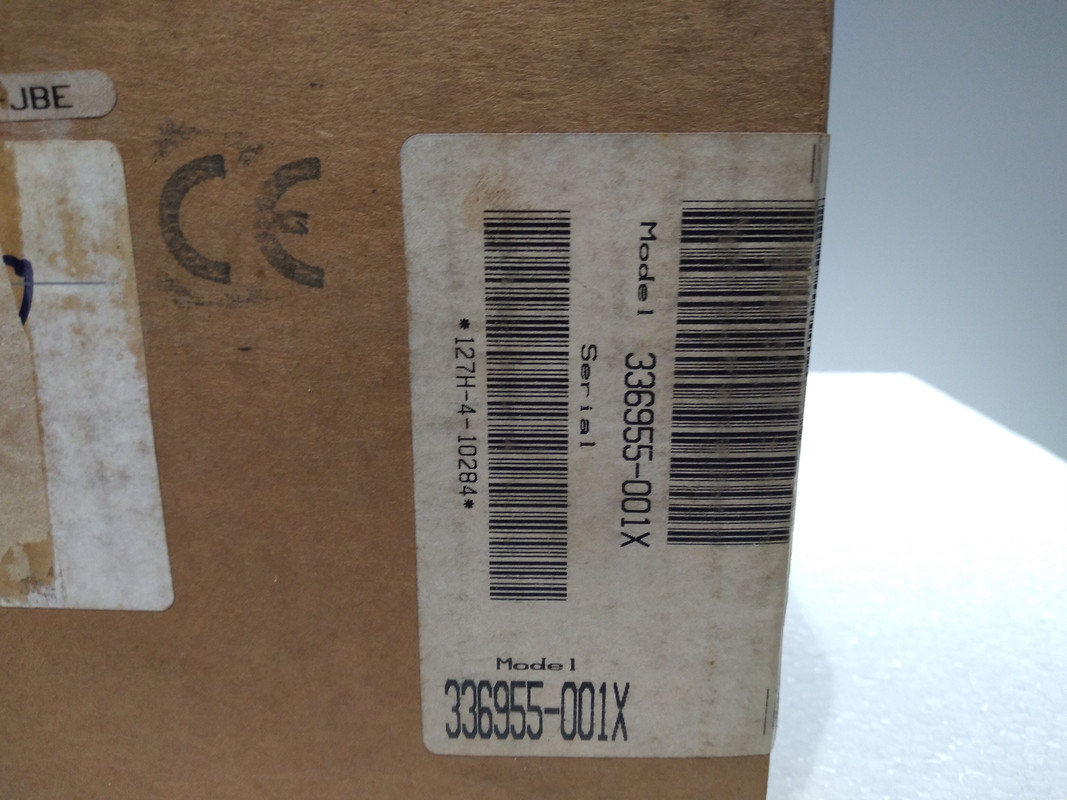 -JBE
CE
Model 336955-001X
Serial
*127H-4-10284*
Model
336955-001X